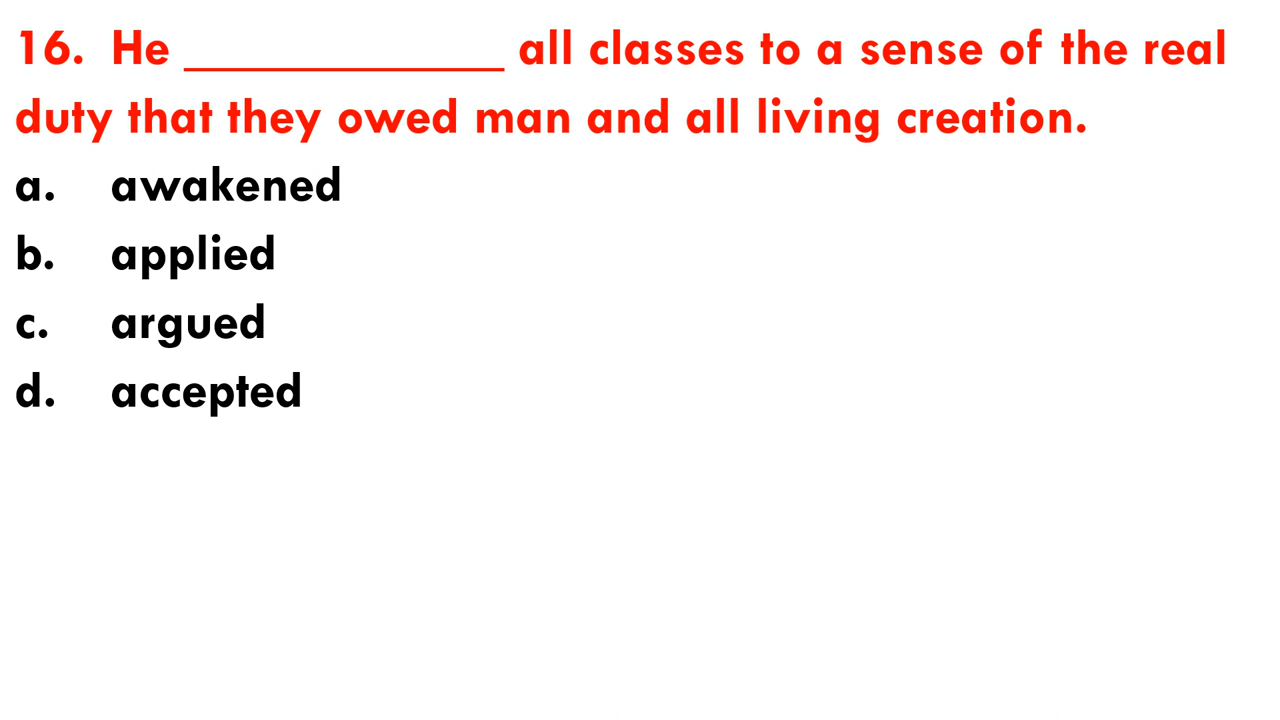 16. He _____________ all classes to a sense of the real
duty that they owed man and all living creation.
a. awakened
b. applied
c. argued
d. accepted